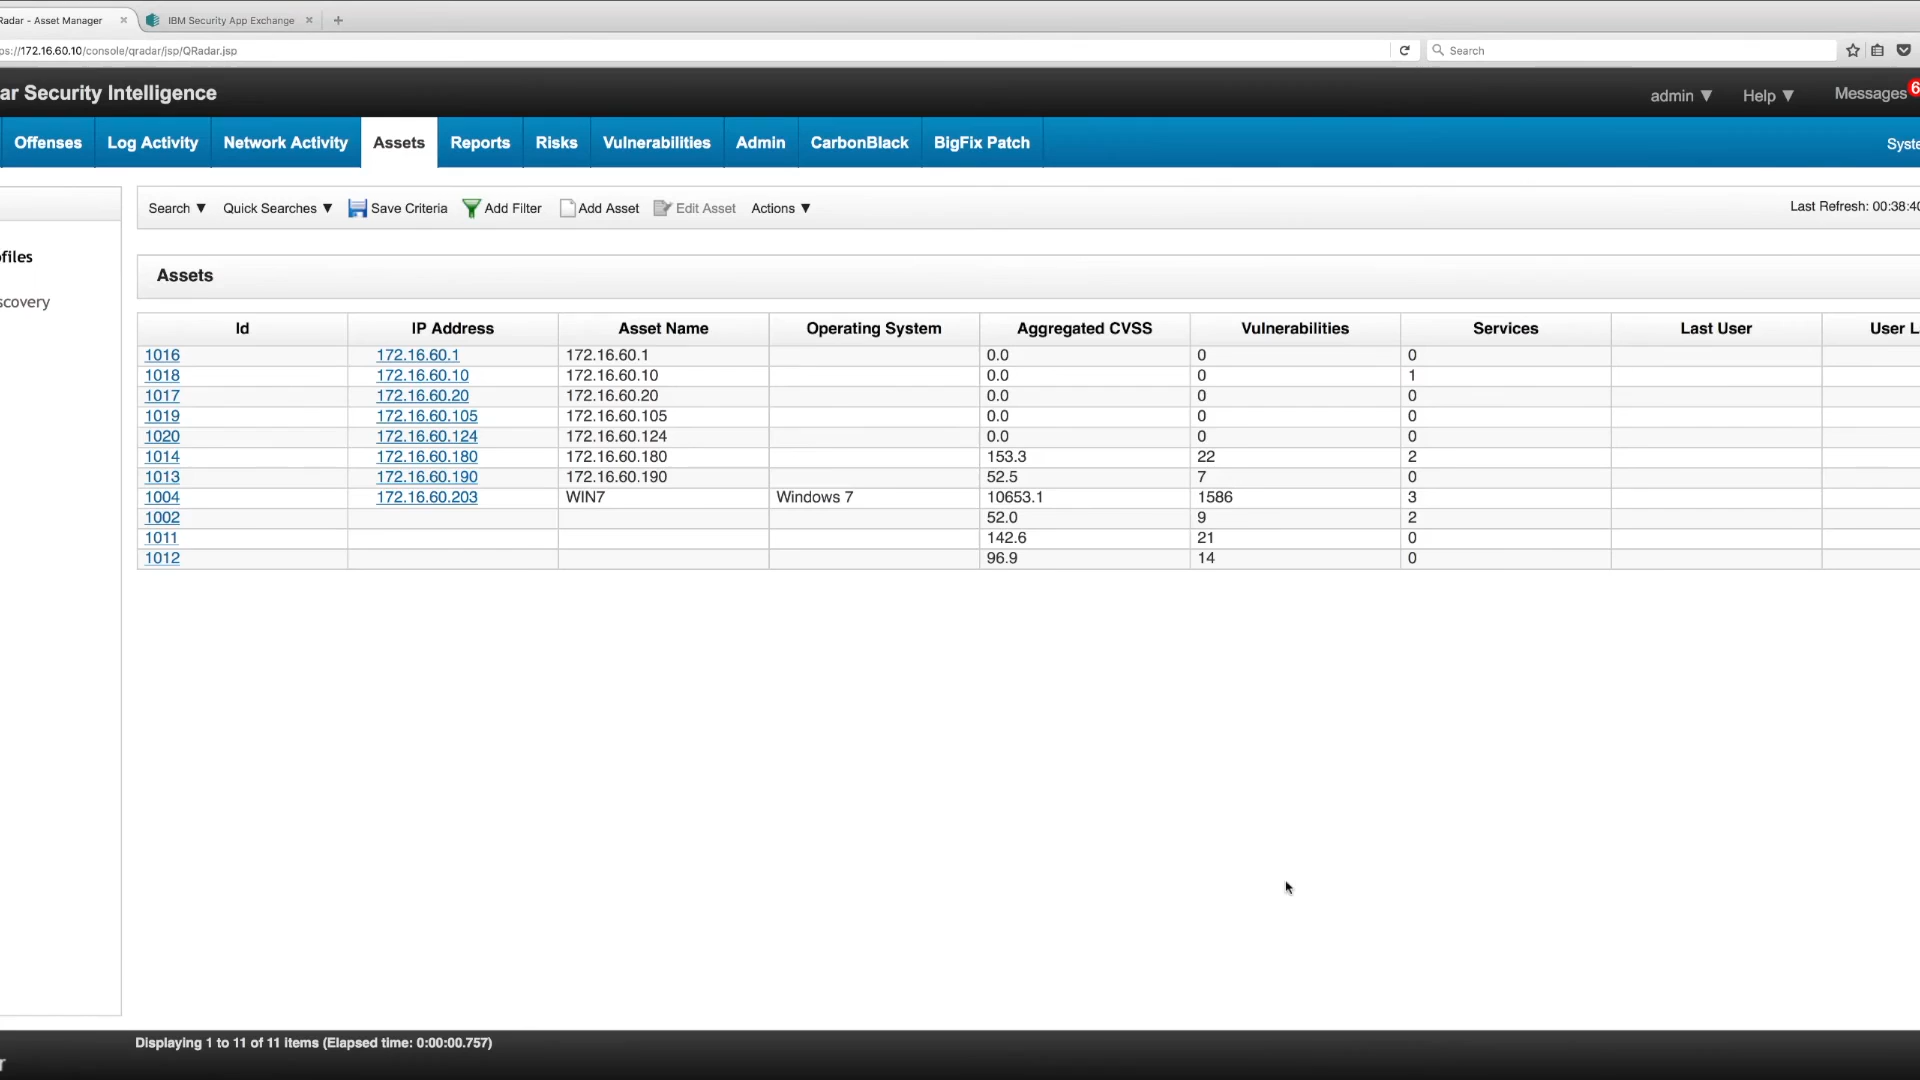 Radar - Asset Manager × IBM Security App Exchange × +
ps://172.16.60.10/console/qradar/jsp/QRadar.jsp Search
ar Security Intelligence admin ▼ Help ▼ Messages 6
Offenses Log Activity Network Activity Assets Reports Risks Vulnerabilities Admin CarbonBlack BigFix Patch Syste
Search ▼ Quick Searches ▼ Save Criteria Add Filter Add Asset Edit Asset Actions ▼ Last Refresh: 00:38:40
ofiles
scovery
Assets
Id IP Address Asset Name Operating System Aggregated CVSS Vulnerabilities Services Last User User L
1016 172.16.60.1 172.16.60.1 0.0 0 0
1018 172.16.60.10 172.16.60.10 0.0 0 1
1017 172.16.60.20 172.16.60.20 0.0 0 0
1019 172.16.60.105 172.16.60.105 0.0 0 0
1020 172.16.60.124 172.16.60.124 0.0 0 0
1014 172.16.60.180 172.16.60.180 153.3 22 2
1013 172.16.60.190 172.16.60.190 52.5 7 0
1004 172.16.60.203 WIN7 Windows 7 10653.1 1586 3
1002 52.0 9 2
1011 142.6 21 0
1012 96.9 14 0
Displaying 1 to 11 of 11 items (Elapsed time: 0:00:00.757)
r